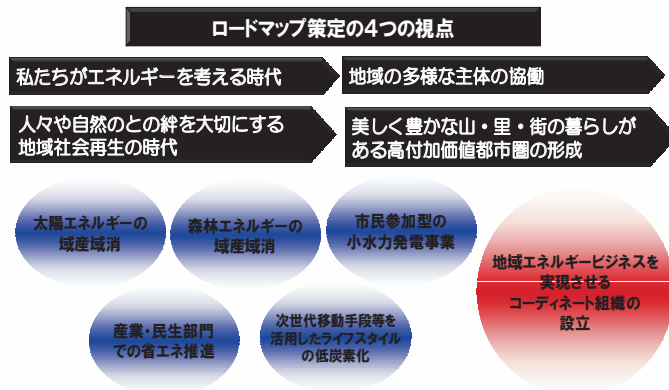 ロードマップ策定の4つの視点
私たちがエネルギーを考える時代
地域の多様な主体の協働
人々や自然のとの絆を大切にする
地域社会再生の時代
美しく豊かな山・里・街の暮らしが
ある高付加価値都市圏の形成
太陽エネルギーの
域産域消
森林エネルギーの
域産域消
市民参加型の
小水力発電事業
地域エネルギービジネスを
実現させる
コーディネート組織の
設立
産業・民生部門
での省エネ推進
次世代移動手段等を
活用したライフスタイル
の低炭素化